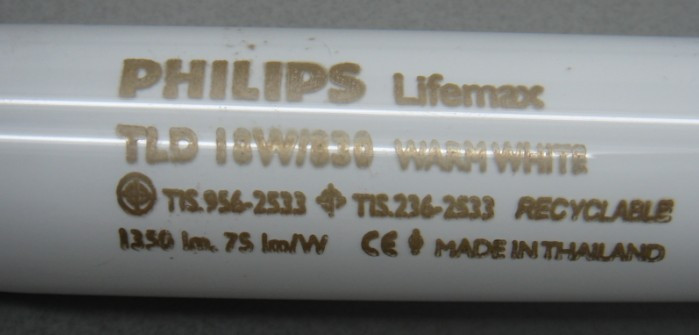 PHILIPS Lifemax
TLD 18W/830 WARM WHITE
TIS.956-2533 TIS.236-2533 RECYCLABLE
1350 lm. 75 lm/W CE MADE IN THAILAND